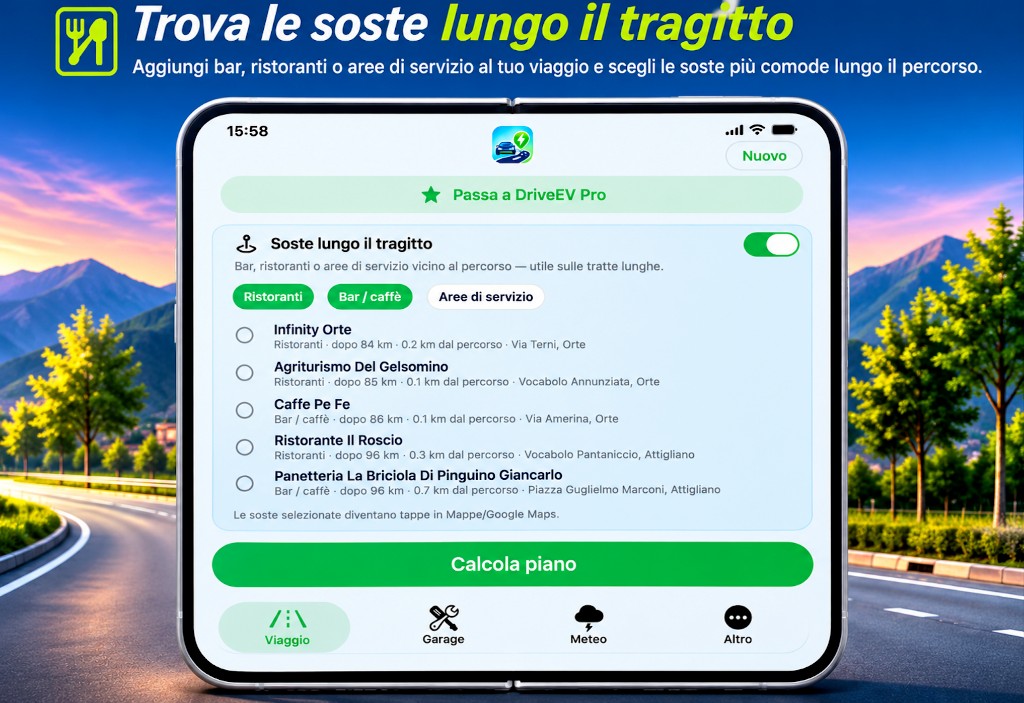 Trova le soste lungo il tragitto
Aggiungi bar, ristoranti o aree di servizio al tuo viaggio e scegli le soste più comode lungo il percorso.
15:58
Nuovo
Passa a DriveEV Pro
Soste lungo il tragitto
Bar, ristoranti o aree di servizio vicino al percorso — utile sulle tratte lunghe.
Ristoranti Bar / caffè Aree di servizio
Infinity Orte
Ristoranti · dopo 84 km · 0.2 km dal percorso · Via Terni, Orte
Agriturismo Del Gelsomino
Ristoranti · dopo 85 km · 0.1 km dal percorso · Vocabolo Annunziata, Orte
Caffe Pe Fe
Bar / caffè · dopo 86 km · 0.1 km dal percorso · Via Amerina, Orte
Ristorante Il Roscio
Ristoranti · dopo 96 km · 0.3 km dal percorso · Vocabolo Pantaniccio, Attigliano
Panetteria La Briciola Di Pinguino Giancarlo
Bar / caffè · dopo 96 km · 0.7 km dal percorso · Piazza Guglielmo Marconi, Attigliano
Le soste selezionate diventano tappe in Mappe/Google Maps.
Calcola piano
Viaggio Garage Meteo Altro